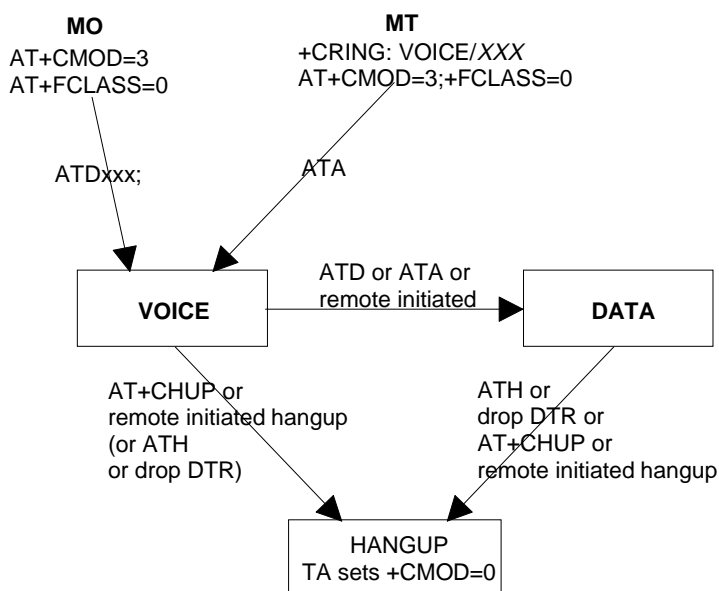 MO
AT+CMOD=3
AT+FCLASS=0
MT
+CRING: VOICE/XXX
AT+CMOD=3;+FCLASS=0
ATDxxx;
ATA
VOICE
ATD or ATA or
remote initiated
DATA
AT+CHUP or
remote initiated hangup
(or ATH
or drop DTR)
ATH or
drop DTR or
AT+CHUP or
remote initiated hangup
HANGUP
TA sets +CMOD=0